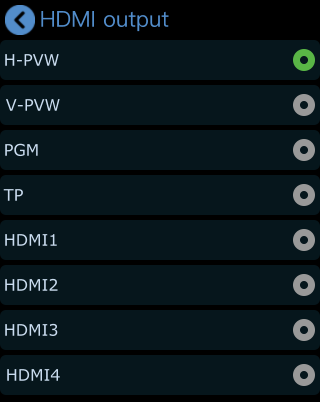 HDMI output
H-PVW
V-PVW
PGM
TP
HDMI1
HDMI2
HDMI3
HDMI4